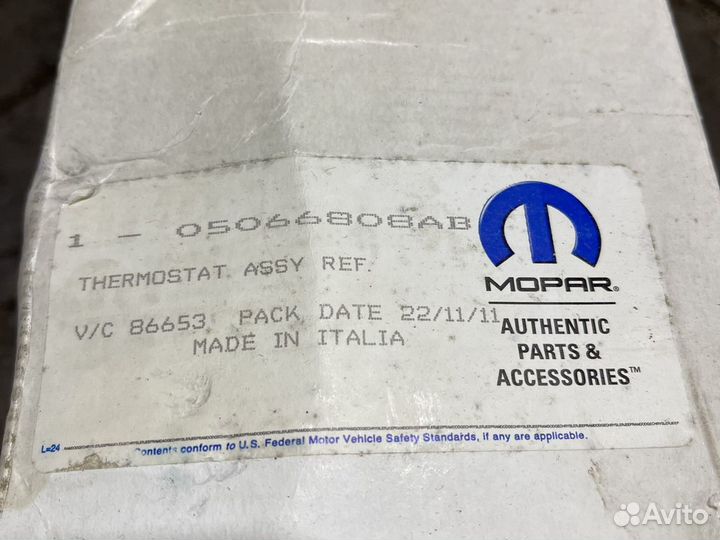 1 - 05066808AB
THERMOSTAT ASSY REF.
V/C 86653 PACK DATE 22/11/11
MADE IN ITALIA
MOPAR®
AUTHENTIC
PARTS &
ACCESSORIES™
L=24
Contents conform to U.S. Federal Motor Vehicle Safety Standards, if any are applicable.
Avito